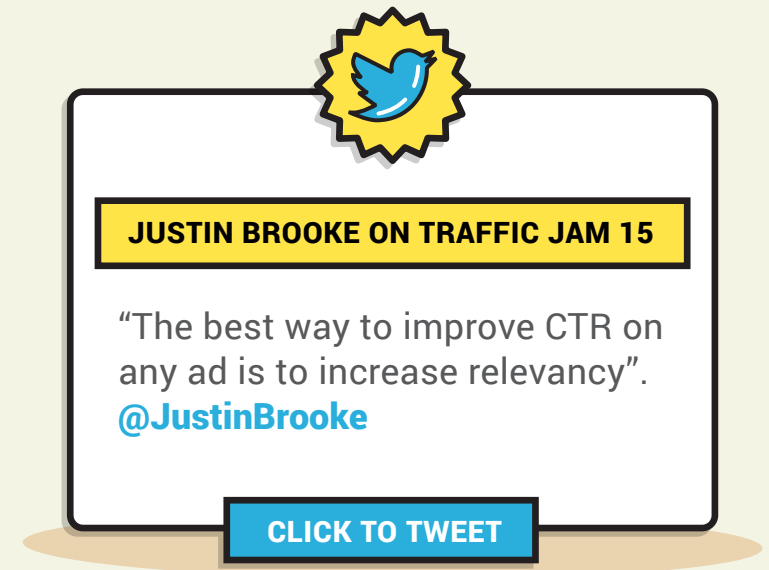 JUSTIN BROOKE ON TRAFFIC JAM 15
“The best way to improve CTR on
any ad is to increase relevancy”.
@JustinBrooke
CLICK TO TWEET